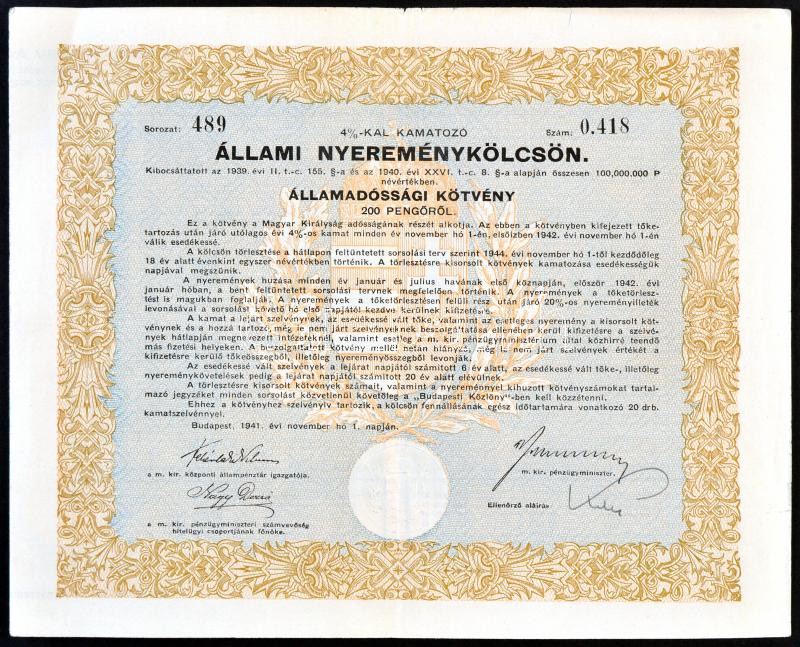 Sorozat: 489
Szám: 0.418
4%-KAL KAMATOZÓ
ÁLLAMI NYEREMÉNYKÖLCSÖN.
Kibocsáttatott az 1939. évi II. t.-c. 155. §-a és az 1940. évi XXVI. t.-c. 8. §-a alapján összesen 100,000.000 P
névértékben.
ÁLLAMADÓSSÁGI KÖTVÉNY
200 PENGŐRŐL.
Ez a kötvény a Magyar Királyság adósságának részét alkotja. Az ebben a kötvényben kifejezett tőke-
tartozás után járó utólagos évi 4%-os kamat minden év november hó 1-én, elsőízben 1942. évi november hó 1-én
válik esedékessé.
A kölcsön törlesztése a hátlapon feltüntetett sorsolási terv szerint 1944. évi november hó 1-től kezdődőleg
18 év alatt évenkint egyszer névértékben történik. A törlesztésre kisorsolt kötvények kamatozása esedékességük
napjával megszünik.
A nyeremények huzása minden év január és julius havának első köznapján, először 1942. évi
január hóban, a bent feltüntetett sorsolási tervnek megfelelően történik. A nyeremények a tőketörlesz-
tést is magukban foglalják. A nyeremények a tőketörlesztésen felüli rész után járó 20%-os nyereményilleték
levonásával a sorsolást követő hó első napjától kezdve kerülnek kifizetésre.
A kamat a lejárt szelvénynek, az esedékessé vált tőke, valamint az esetleges nyeremény a kisorsolt köt-
vénynek és a hozzá tartozó, még le nem járt szelvényeknek beszolgáltatása ellenében kerül kifizetésre a szelvé-
nyek hátlapján megnevezett intézeteknél, valamint esetleg a m. kir. pénzügyminisztérium által közhirré teendő
más fizetési helyeken. A beszolgáltatott kötvény mellől netán hiányzó, még le nem járt szelvények értékét a
kifizetésre kerülő tőkeösszegből, illetőleg nyereményösszegből levonják.
Az esedékessé vált szelvények a lejárat napjától számított 6 év alatt, az esedékessé vált tőke-, illetőleg
nyereménykövetelések pedig a lejárat napjától számított 20 év alatt elévülnek.
A törlesztésre kisorsolt kötvények számait, valamint a nyereménnyel kihuzott kötvényszámokat tartal-
mazó jegyzéket minden sorsolást közvetlenül követőleg a „Budapesti Közlöny"-ben kell közzétenni.
Ehhez a kötvényhez szelvényív tartozik, a kölcsön fennállásának egész időtartamára vonatkozó 20 drb.
kamatszelvénnyel.
Budapest, 1941. évi november hó 1. napján.
a m. kir. központi állampénztár igazgatója.
m. kir. pénzügyminiszter.
Nagy Dezső
Ellenőrző aláírás
a m. kir. pénzügyminiszteri számvevőség
hitelügyi csoportjának főnöke.